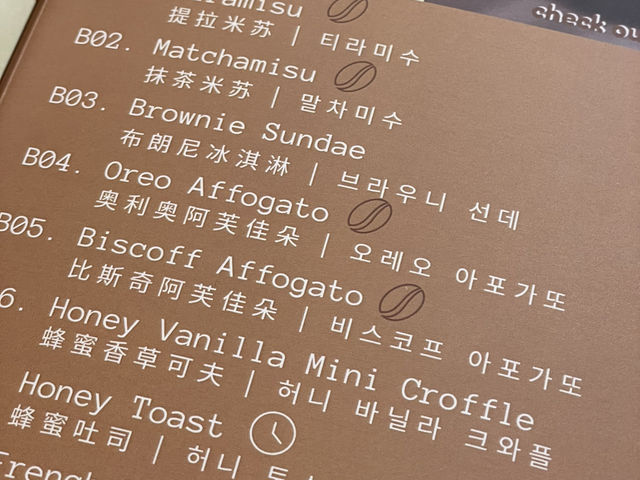 提拉米苏 | 티라미수
B02. Matchamisu
抹茶米苏 | 말차미수
B03. Brownie Sundae
布朗尼冰淇淋 | 브라우니 선데
B04. Oreo Affogato
奥利奥阿芙佳朵 | 오레오 아포가또
B05. Biscoff Affogato
比斯奇阿芙佳朵 | 비스코프 아포가또
6. Honey Vanilla Mini Croffle
蜂蜜香草可夫 | 허니 바닐라 크와플
Honey Toast
蜂蜜吐司 | 허니